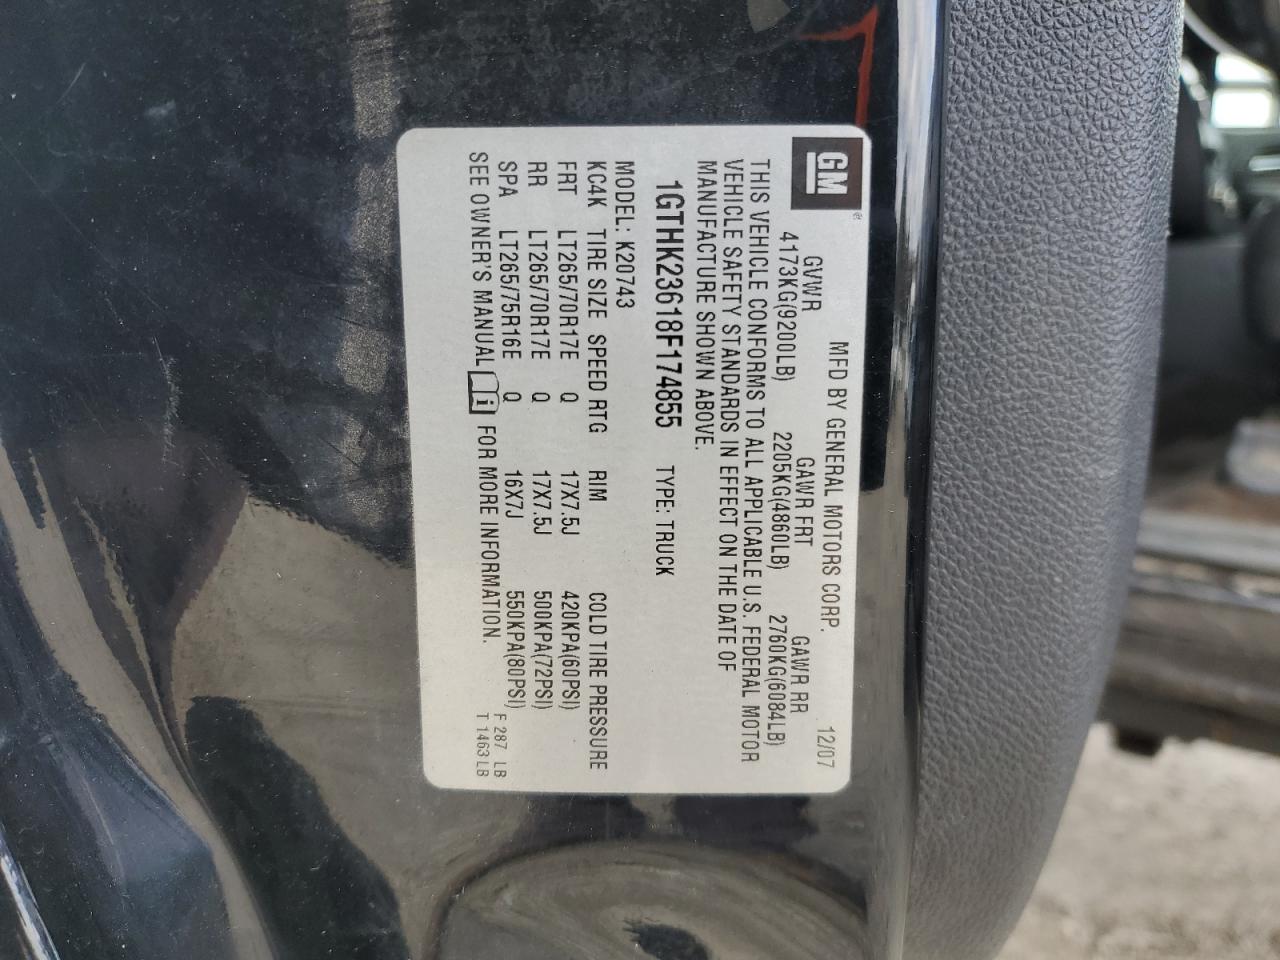 GM®
MFD BY GENERAL MOTORS CORP. 12/07
GVWR GAWR FRT GAWR RR
4173KG(9200LB) 2205KG(4860LB) 2760KG(6084LB)
THIS VEHICLE CONFORMS TO ALL APPLICABLE U.S. FEDERAL MOTOR
VEHICLE SAFETY STANDARDS IN EFFECT ON THE DATE OF
MANUFACTURE SHOWN ABOVE.
1GTHK23618F174855 TYPE: TRUCK
MODEL: K20743
KC4K TIRE SIZE SPEED RTG RIM COLD TIRE PRESSURE
FRT LT265/70R17E Q 17X7.5J 420KPA(60PSI)
RR LT265/70R17E Q 17X7.5J 500KPA(72PSI)
SPA LT265/75R16E Q 16X7J 550KPA(80PSI)
SEE OWNER'S MANUAL i FOR MORE INFORMATION.
F 287 LB
T 1463 LB